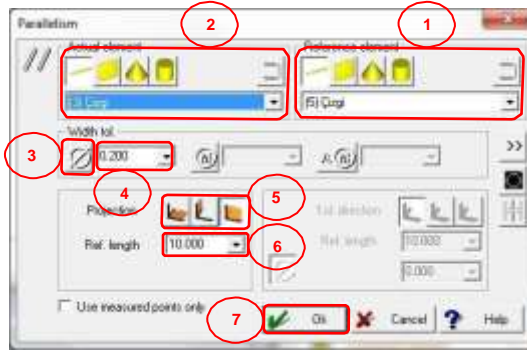 Parallelism
2
1
Actual element
Reference element
(5) Çizgi
Width tol.
3
0.200
4
Projection
5
Tol. direction
Ref. length
10.000
6
Ref. length
10.000
0.000
Use measured points only
7
Ok
Cancel
Help